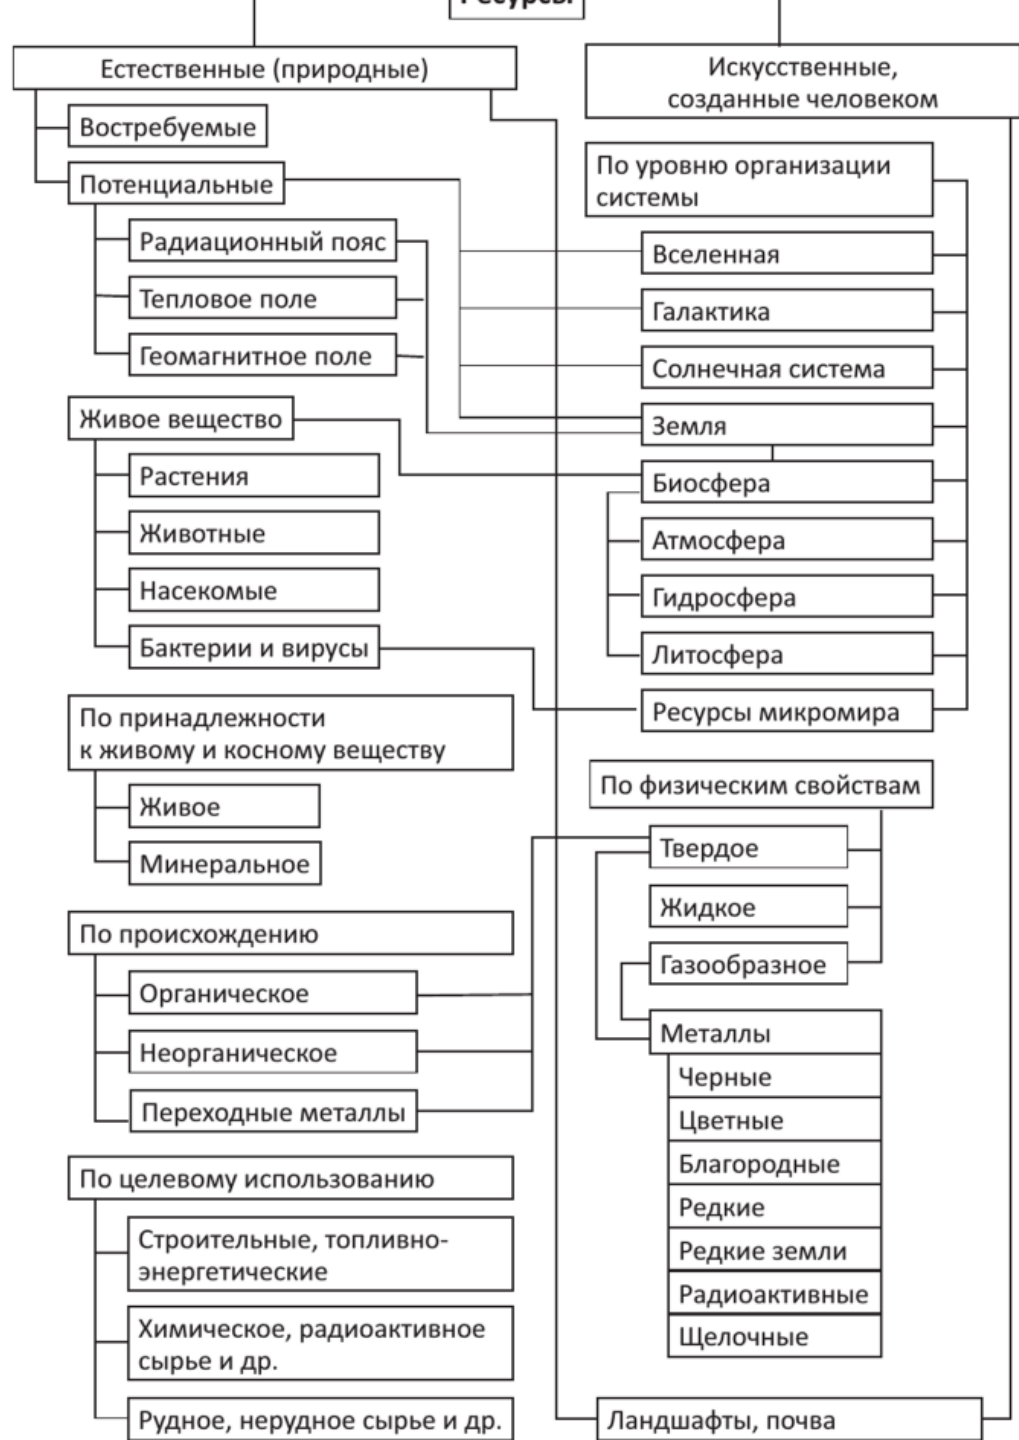 Ресурсы
Естественные (природные)
Востребуемые
Потенциальные
Радиационный пояс
Тепловое поле
Геомагнитное поле
Живое вещество
Растения
Животные
Насекомые
Бактерии и вирусы
По принадлежности
к живому и косному веществу
Живое
Минеральное
По происхождению
Органическое
Неорганическое
Переходные металлы
По целевому использованию
Строительные, топливно-
энергетические
Химическое, радиоактивное
сырье и др.
Рудное, нерудное сырье и др.
Искусственные,
созданные человеком
По уровню организации
системы
Вселенная
Галактика
Солнечная система
Земля
Биосфера
Атмосфера
Гидросфера
Литосфера
Ресурсы микромира
По физическим свойствам
Твердое
Жидкое
Газообразное
Металлы
Черные
Цветные
Благородные
Редкие
Редкие земли
Радиоактивные
Щелочные
Ландшафты, почва